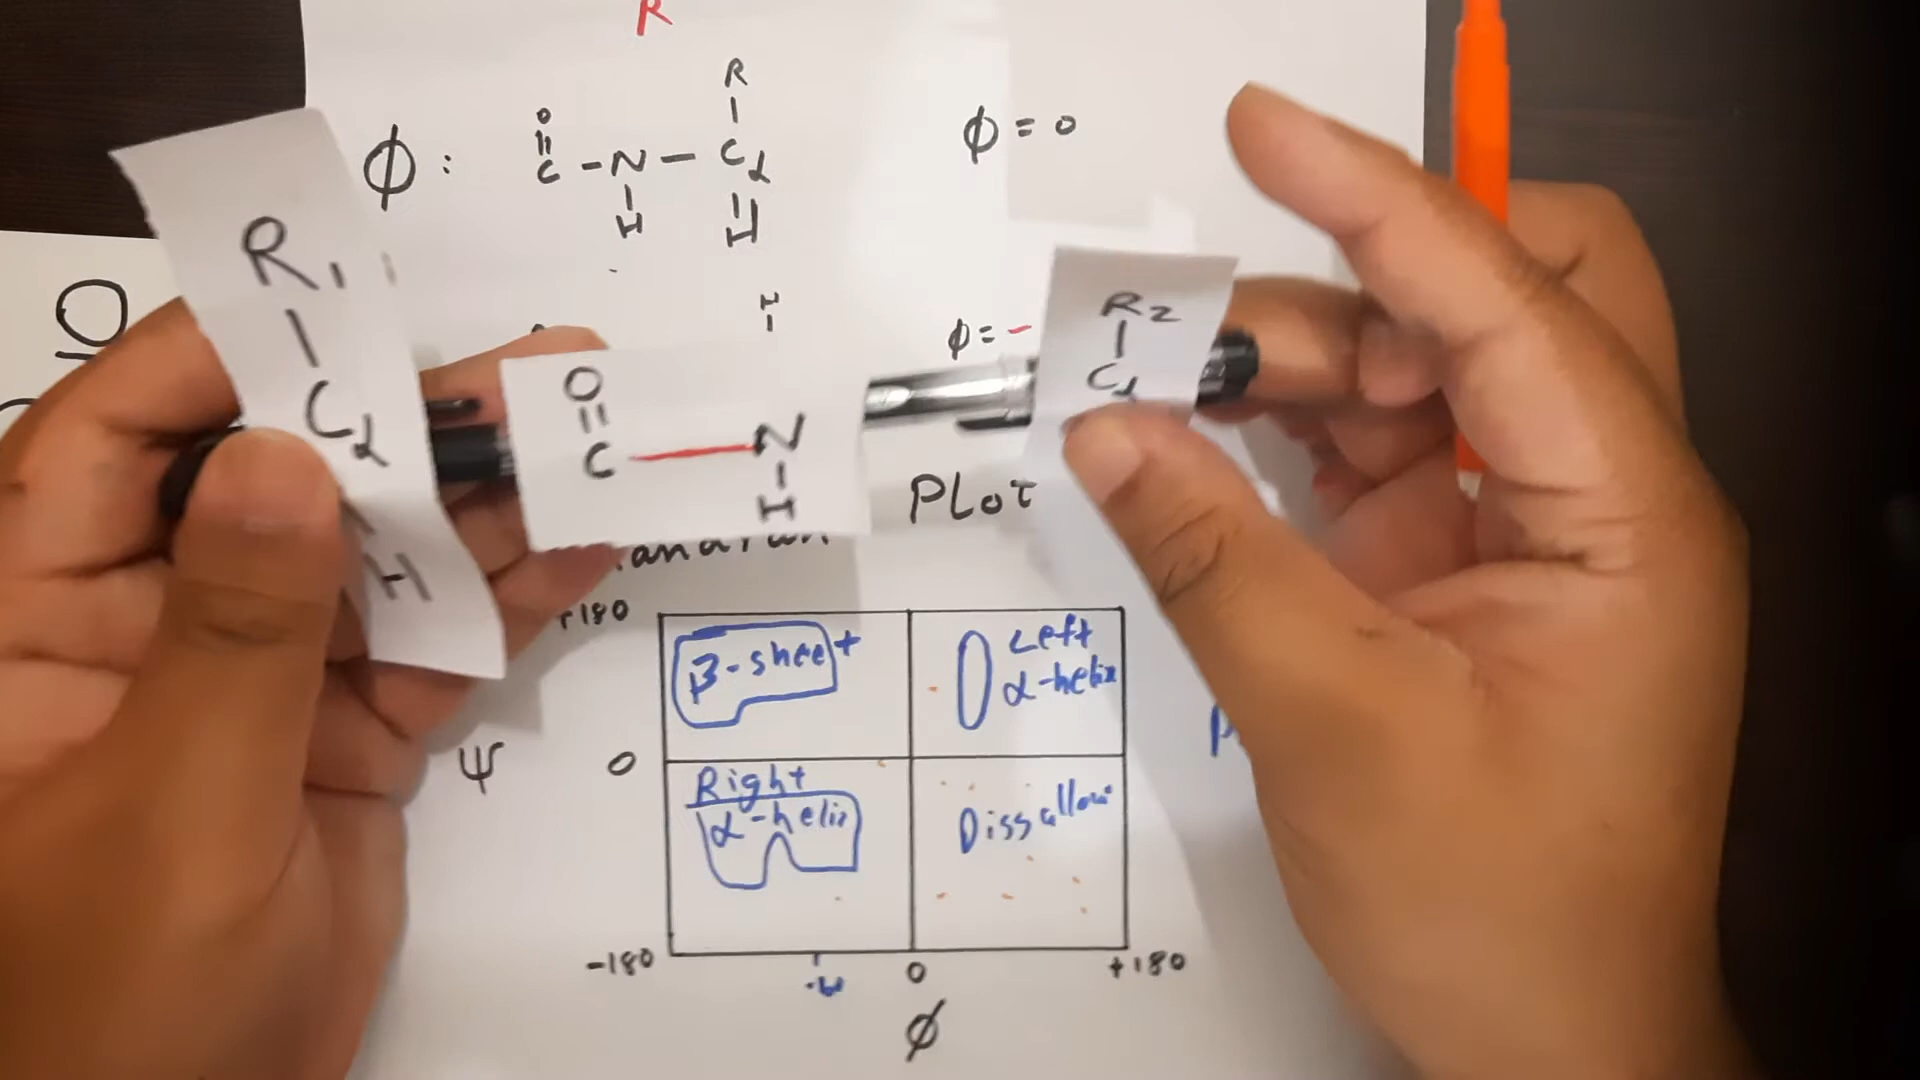 R
R
O
||
ϕ : C - N - Cα
H
||
H
ϕ = 0
H
ϕ = -
R1
Cα
H
O
||
C — N
H
R2
Cα
PLOT
+180
β-sheet
Left
α-helix
ψ
0
Right
α-helix
Dissallow
-180
0
+180
ϕ